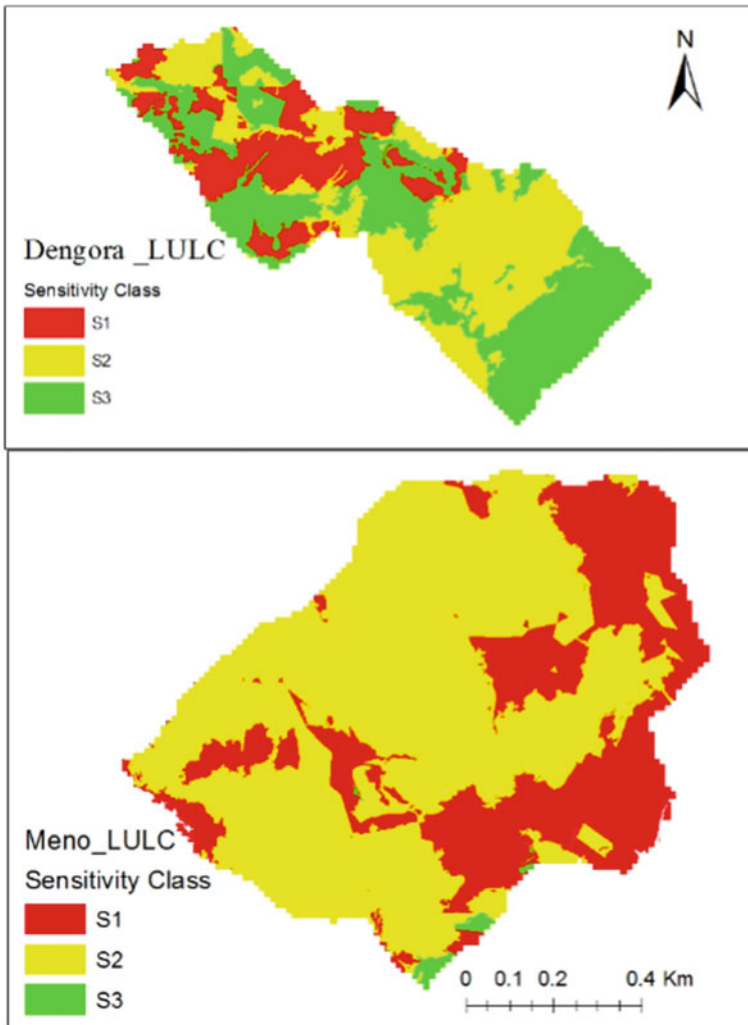 N
Dengora _LULC
Sensitivity Class
S1
S2
S3
Meno_LULC
Sensitivity Class
S1
S2
S3
0 0.1 0.2 0.4 Km